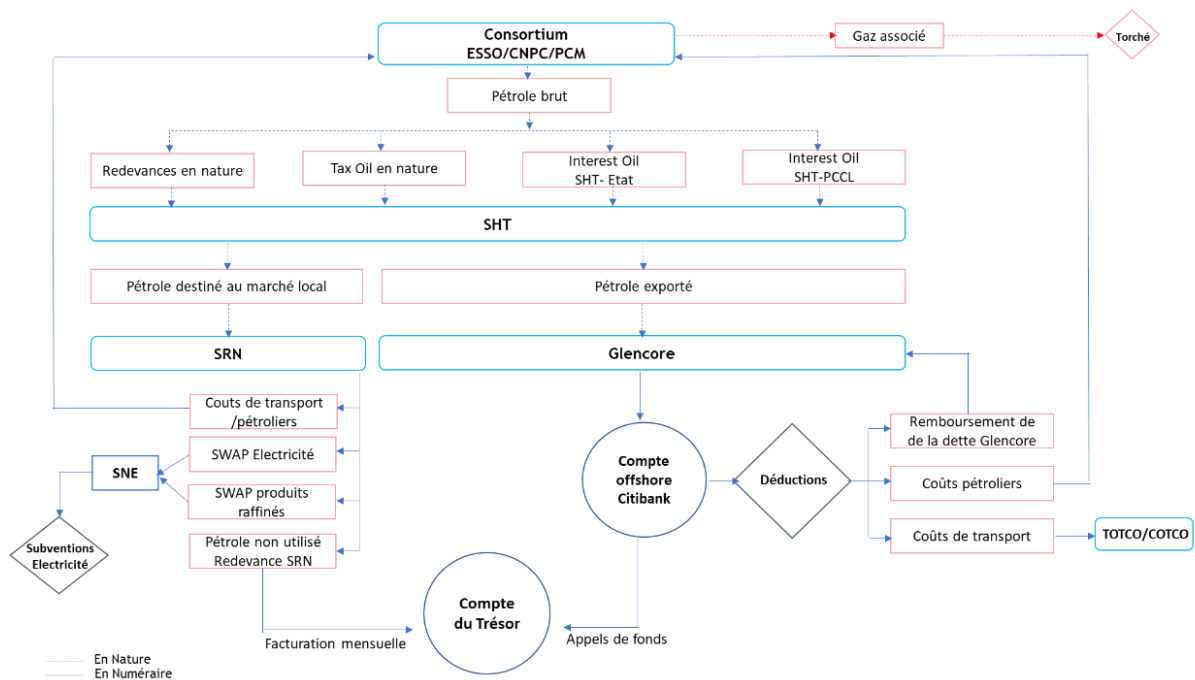 Consortium
ESSO/CNPC/PCM
Gaz associé
Torché
Pétrole brut
Redevances en nature
Tax Oil en nature
Interest Oil
SHT- Etat
Interest Oil
SHT-PCCL
SHT
Pétrole destiné au marché local
Pétrole exporté
SRN
Glencore
Couts de transport
/pétroliers
SWAP Electricité
SNE
SWAP produits
raffinés
Subventions
Electricité
Pétrole non utilisé
Redevance SRN
Compte
offshore
Citibank
Déductions
Remboursement de
de la dette Glencore
Coûts pétroliers
Coûts de transport
TOTCO/COTCO
Compte
du Trésor
Facturation mensuelle
Appels de fonds
En Nature
En Numéraire